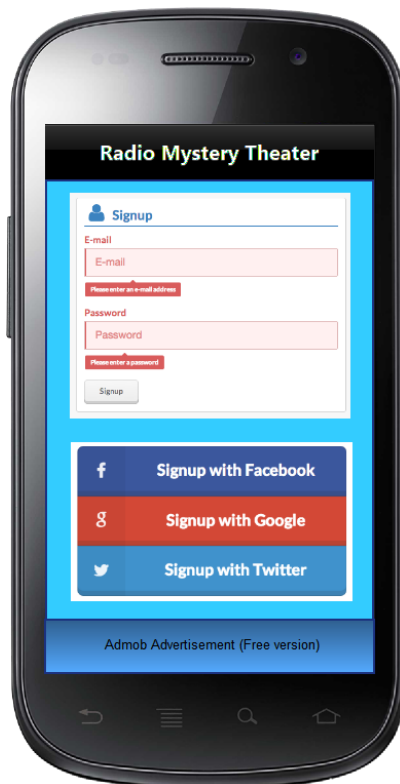 Radio Mystery Theater
Signup
E-mail
E-mail
Please enter an e-mail address
Password
Password
Please enter a password
Signup
f Signup with Facebook
g Signup with Google
Signup with Twitter
Admob Advertisement (Free version)